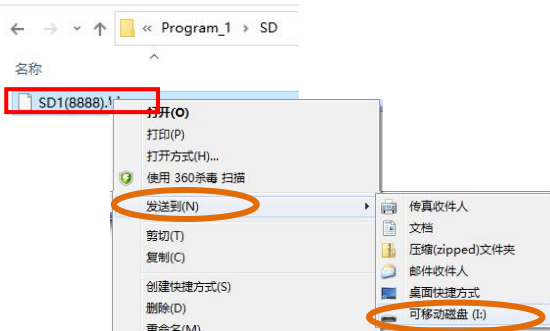 « Program_1 > SD
名称
SD1(8888).
打开(O)
打印(P)
打开方式(H)...
使用 360杀毒 扫描
发送到(N)
传真收件人
剪切(T)
文档
复制(C)
压缩(zipped)文件夹
邮件收件人
创建快捷方式(S)
桌面快捷方式
删除(D)
可移动磁盘 (I:)
重命名(M)